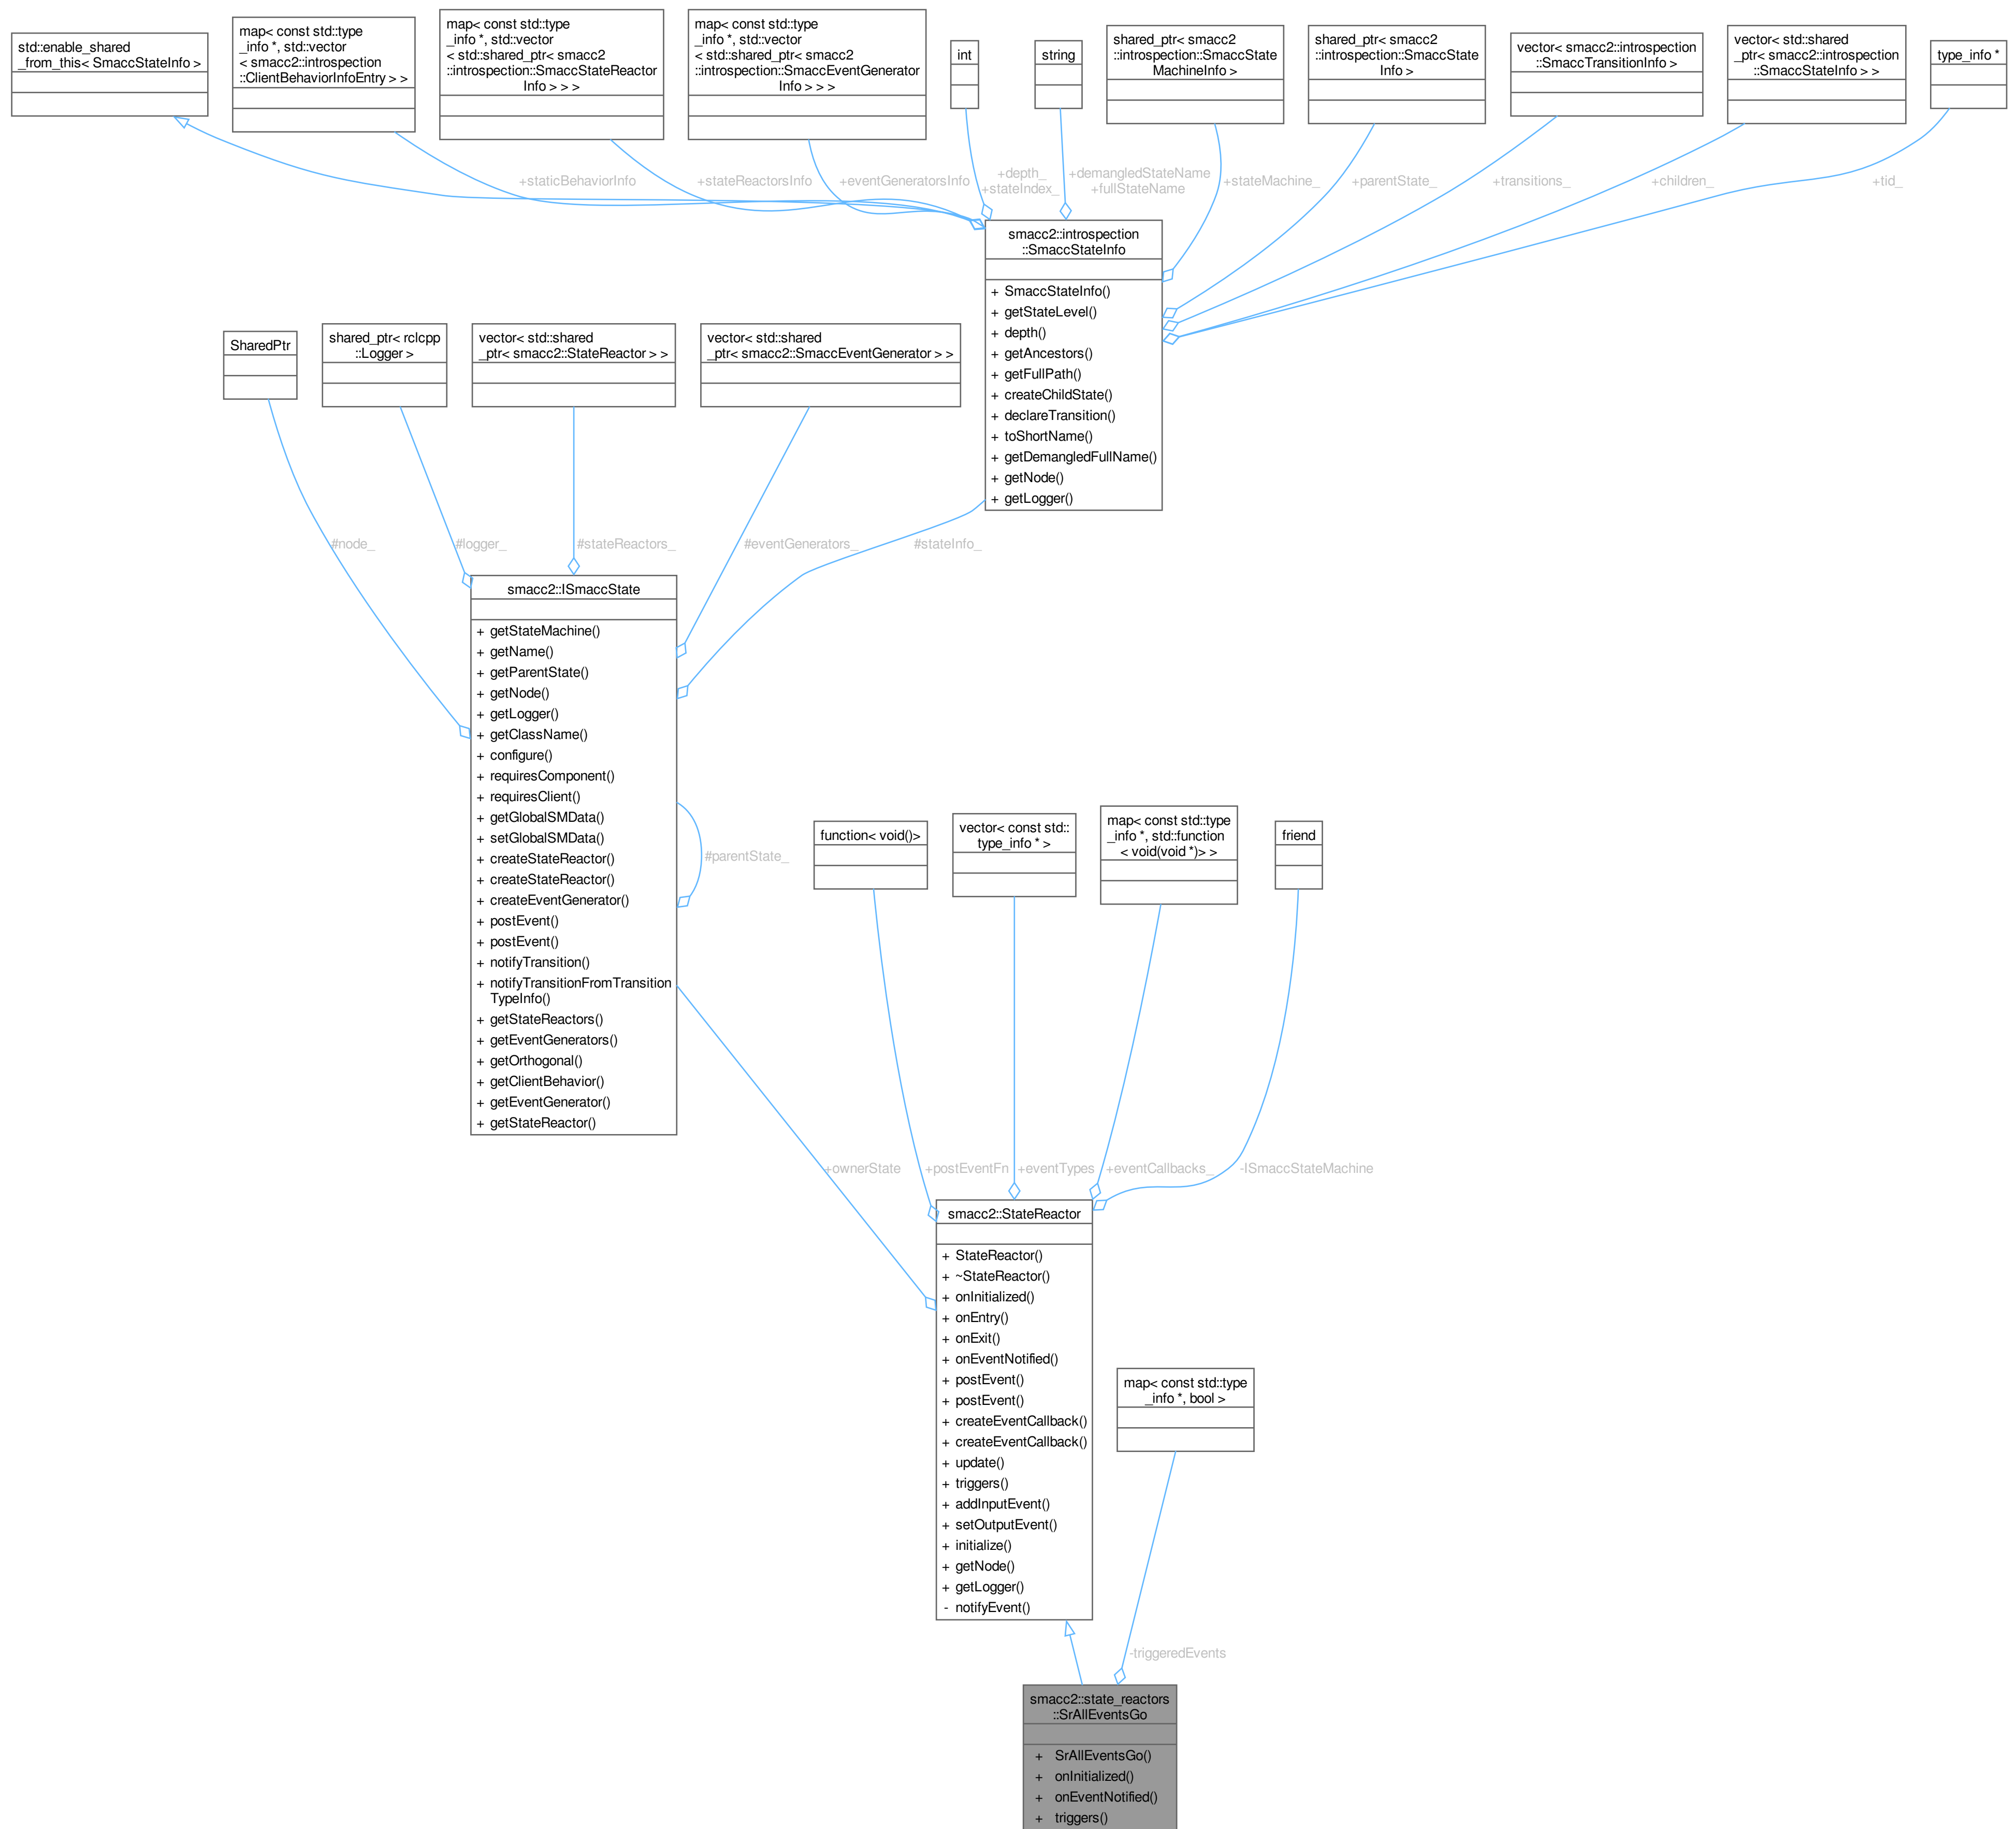 std::enable_shared
_from_this< SmaccStateInfo >
map< const std::type
_info *, std::vector
< smacc2::introspection
::ClientBehaviorInfoEntry > >
map< const std::type
_info *, std::vector
< std::shared_ptr< smacc2
::introspection::SmaccStateReactor
Info > > >
map< const std::type
_info *, std::vector
< std::shared_ptr< smacc2
::introspection::SmaccEventGenerator
Info > > >
int
string
shared_ptr< smacc2
::introspection::SmaccState
MachineInfo >
shared_ptr< smacc2
::introspection::SmaccState
Info >
vector< smacc2::introspection
::SmaccTransitionInfo >
vector< std::shared
_ptr< smacc2::introspection
::SmaccStateInfo > >
type_info *
+staticBehaviorInfo
+stateReactorsInfo
+eventGeneratorsInfo
+depth_
+stateIndex_
+demangledStateName
+fullStateName
+stateMachine_
+parentState_
+transitions_
+children_
+tid_
smacc2::introspection
::SmaccStateInfo
+ SmaccStateInfo()
+ getStateLevel()
+ depth()
+ getAncestors()
+ getFullPath()
+ createChildState()
+ declareTransition()
+ toShortName()
+ getDemangledFullName()
+ getNode()
+ getLogger()
SharedPtr
shared_ptr< rclcpp
::Logger >
vector< std::shared
_ptr< smacc2::StateReactor > >
vector< std::shared
_ptr< smacc2::SmaccEventGenerator > >
#node_
#logger_
#stateReactors_
#eventGenerators_
#stateInfo_
smacc2::ISmaccState
+ getStateMachine()
+ getName()
+ getParentState()
+ getNode()
+ getLogger()
+ getClassName()
+ configure()
+ requiresComponent()
+ requiresClient()
+ getGlobalSMData()
+ setGlobalSMData()
+ createStateReactor()
+ createStateReactor()
+ createEventGenerator()
+ postEvent()
+ postEvent()
+ notifyTransition()
+ notifyTransitionFromTransition
TypeInfo()
+ getStateReactors()
+ getEventGenerators()
+ getOrthogonal()
+ getClientBehavior()
+ getEventGenerator()
+ getStateReactor()
#parentState_
function< void()>
vector< const std::
type_info * >
map< const std::type
_info *, std::function
< void(void *)> >
friend
+ownerState
+postEventFn
+eventTypes
+eventCallbacks_
-ISmaccStateMachine
smacc2::StateReactor
+ StateReactor()
+ ~StateReactor()
+ onInitialized()
+ onEntry()
+ onExit()
+ onEventNotified()
+ postEvent()
+ postEvent()
+ createEventCallback()
+ createEventCallback()
+ update()
+ triggers()
+ addInputEvent()
+ setOutputEvent()
+ initialize()
+ getNode()
+ getLogger()
- notifyEvent()
map< const std::type
_info *, bool >
-triggeredEvents
smacc2::state_reactors
::SrAllEventsGo
+ SrAllEventsGo()
+ onInitialized()
+ onEventNotified()
+ triggers()